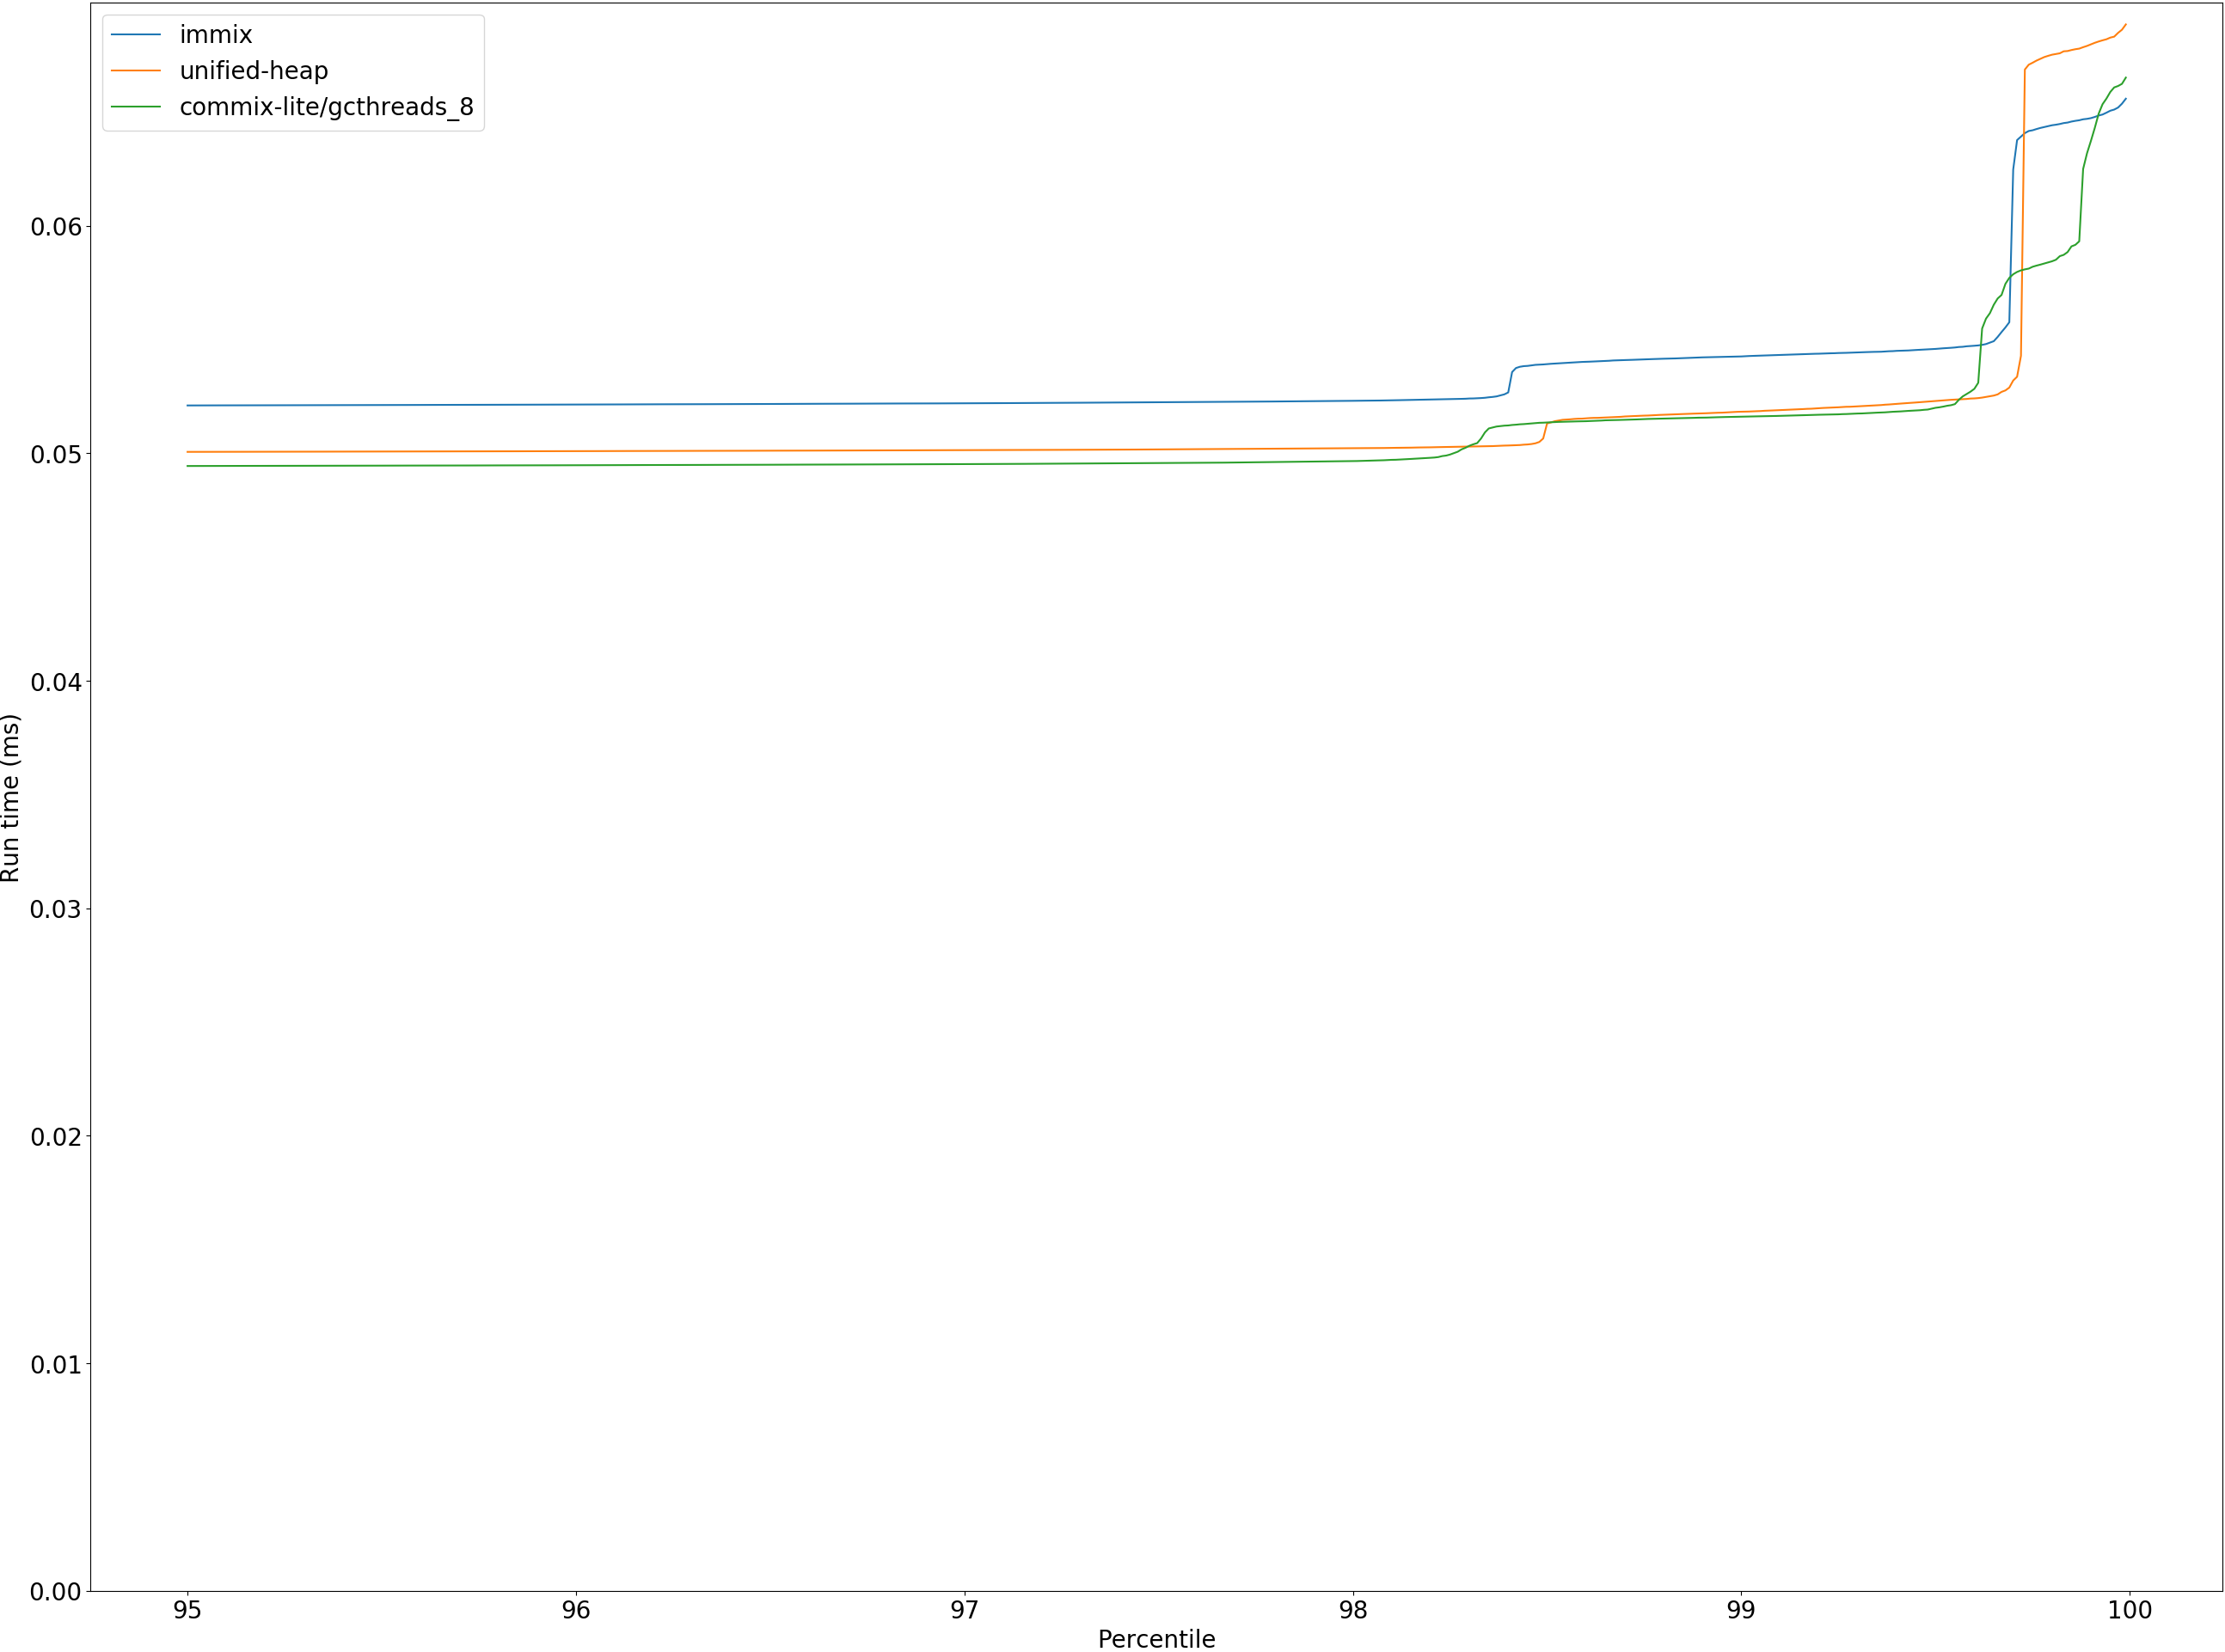 immix
unified-heap
commix-lite/gcthreads_8
0.06
0.05
0.04
0.03
0.02
0.01
0.00
Run time (ms)
95 96 97 98 99 100
Percentile